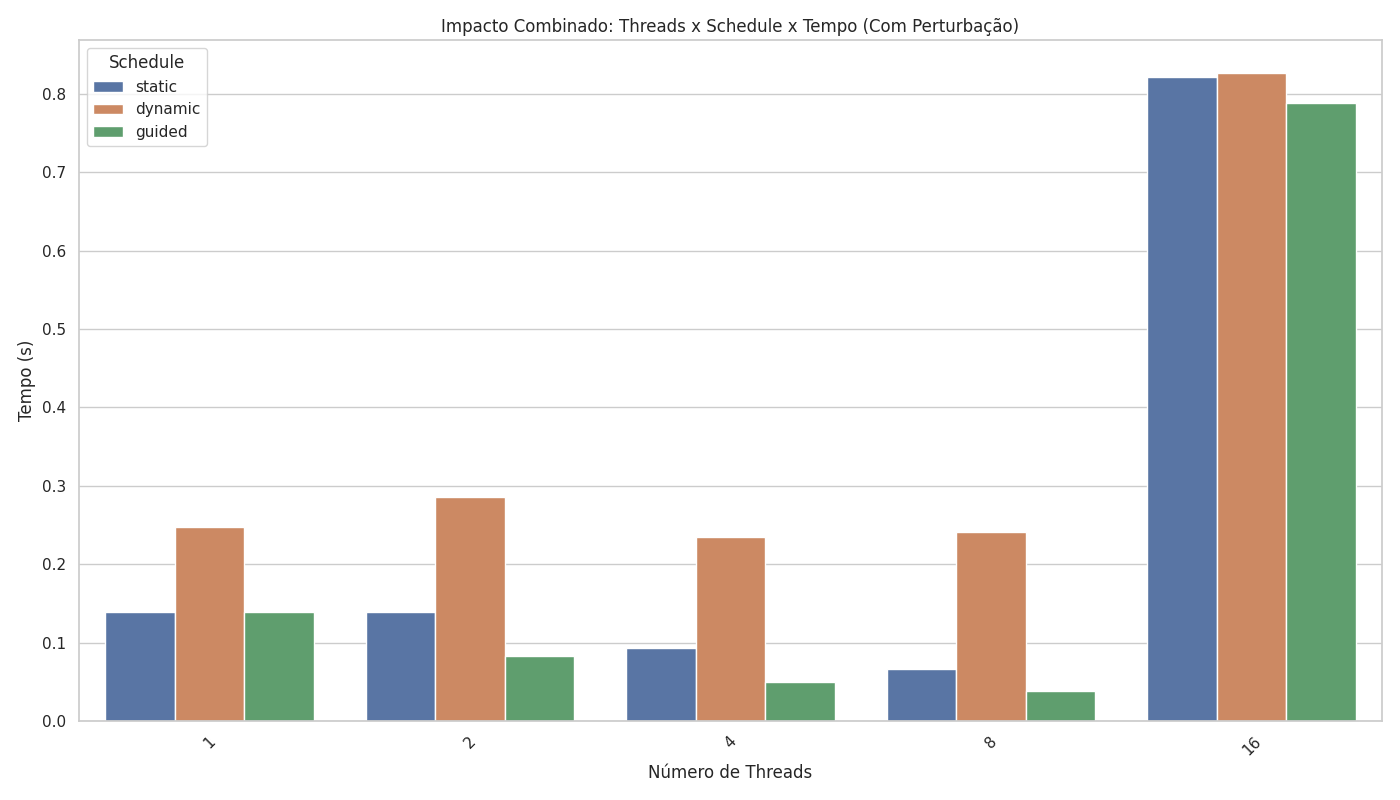 Impacto Combinado: Threads x Schedule x Tempo (Com Perturbação)
Schedule
static
dynamic
guided
Tempo (s)
0.8
0.7
0.6
0.5
0.4
0.3
0.2
0.1
0.0
1
2
4
8
16
Número de Threads